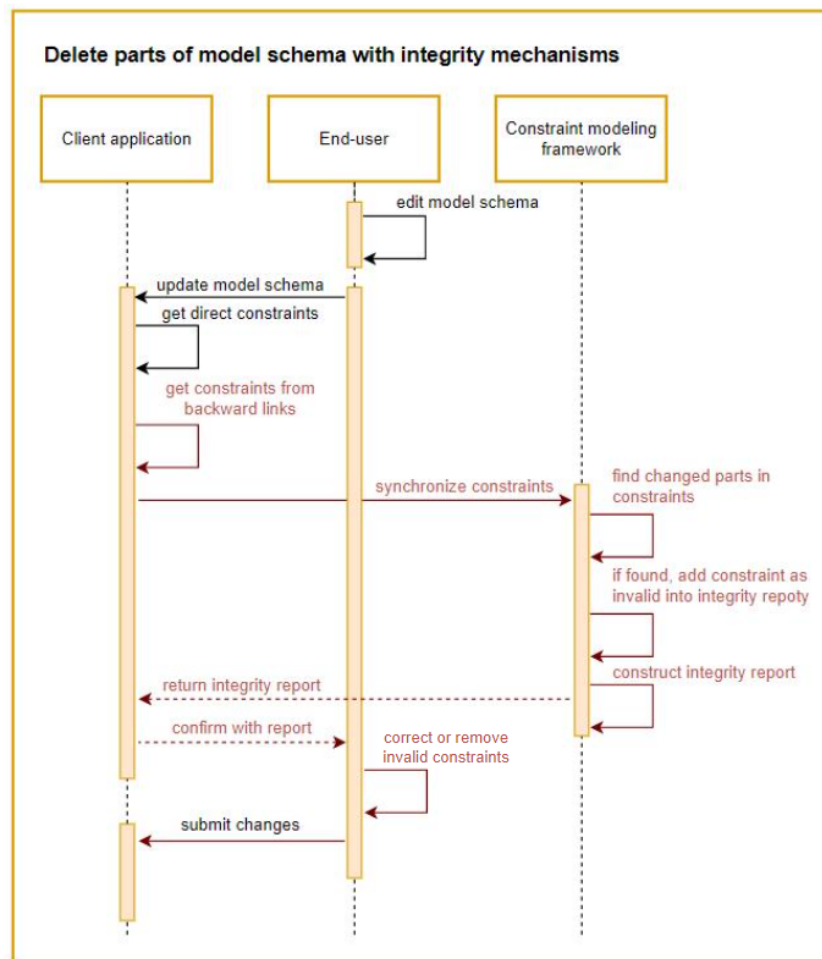 Delete parts of model schema with integrity mechanisms
Client application
End-user
Constraint modeling
framework
edit model schema
update model schema
get direct constraints
get constraints from
backward links
synchronize constraints
find changed parts in
constraints
if found, add constraint as
invalid into integrity repoty
construct integrity report
return integrity report
confirm with report
correct or remove
invalid constraints
submit changes